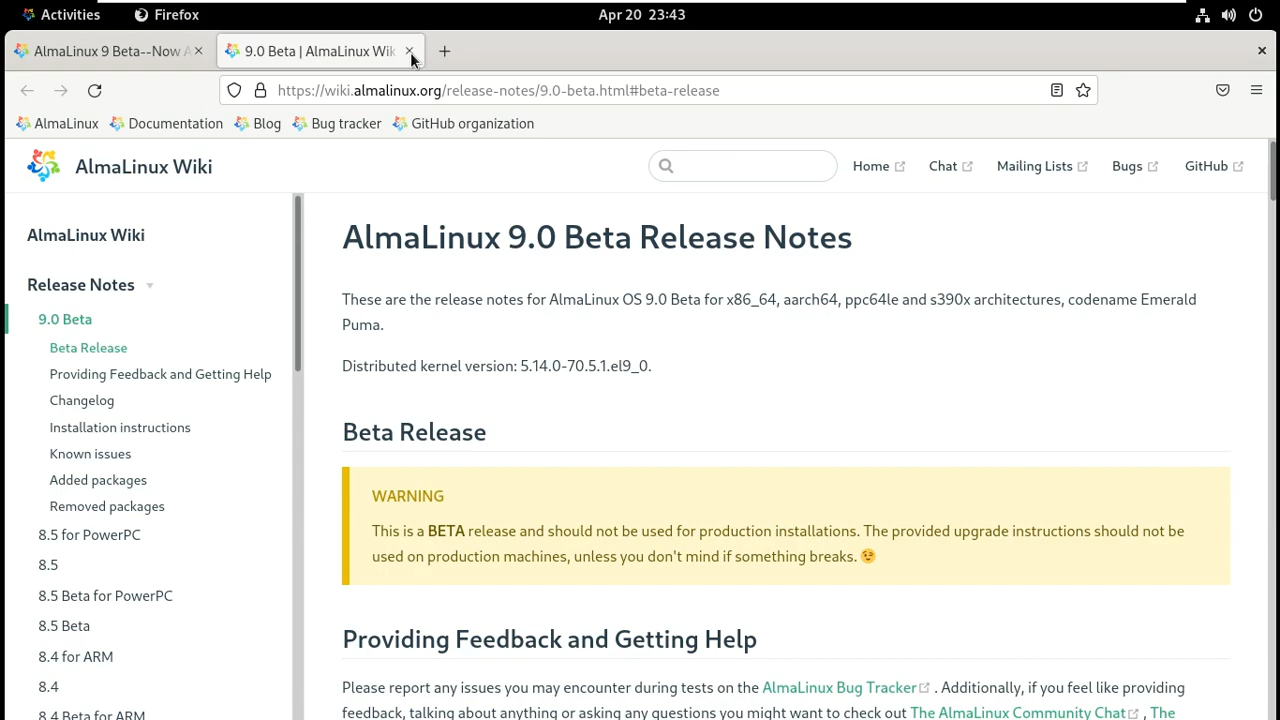 Activities Firefox Apr 20 23:43
AlmaLinux 9 Beta--Now A 9.0 Beta | AlmaLinux Wik
https://wiki.almalinux.org/release-notes/9.0-beta.html#beta-release
AlmaLinux Documentation Blog Bug tracker GitHub organization
AlmaLinux Wiki Home Chat Mailing Lists Bugs GitHub
AlmaLinux Wiki
Release Notes
9.0 Beta
Beta Release
Providing Feedback and Getting Help
Changelog
Installation instructions
Known issues
Added packages
Removed packages
8.5 for PowerPC
8.5
8.5 Beta for PowerPC
8.5 Beta
8.4 for ARM
8.4
8.4 Beta for ARM
AlmaLinux 9.0 Beta Release Notes
These are the release notes for AlmaLinux OS 9.0 Beta for x86_64, aarch64, ppc64le and s390x architectures, codename Emerald
Puma.
Distributed kernel version: 5.14.0-70.5.1.el9_0.
Beta Release
WARNING
This is a BETA release and should not be used for production installations. The provided upgrade instructions should not be
used on production machines, unless you don't mind if something breaks. 😉
Providing Feedback and Getting Help
Please report any issues you may encounter during tests on the AlmaLinux Bug Tracker . Additionally, if you feel like providing
feedback, talking about anything or asking any questions you might want to check out The AlmaLinux Community Chat , The